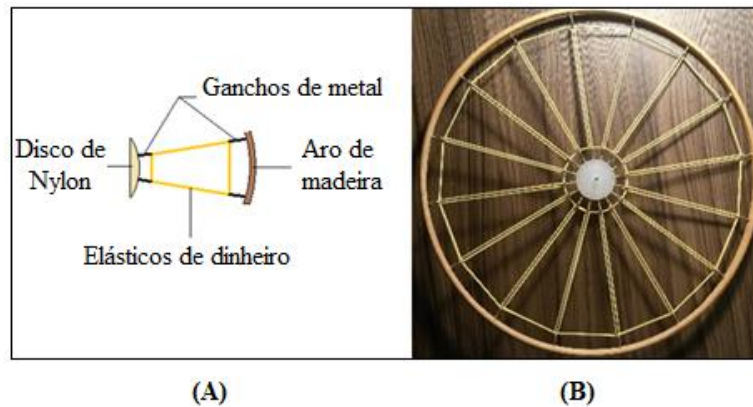 Ganchos de metal
Disco de
Nylon
Aro de
madeira
Elásticos de dinheiro
(A)
(B)